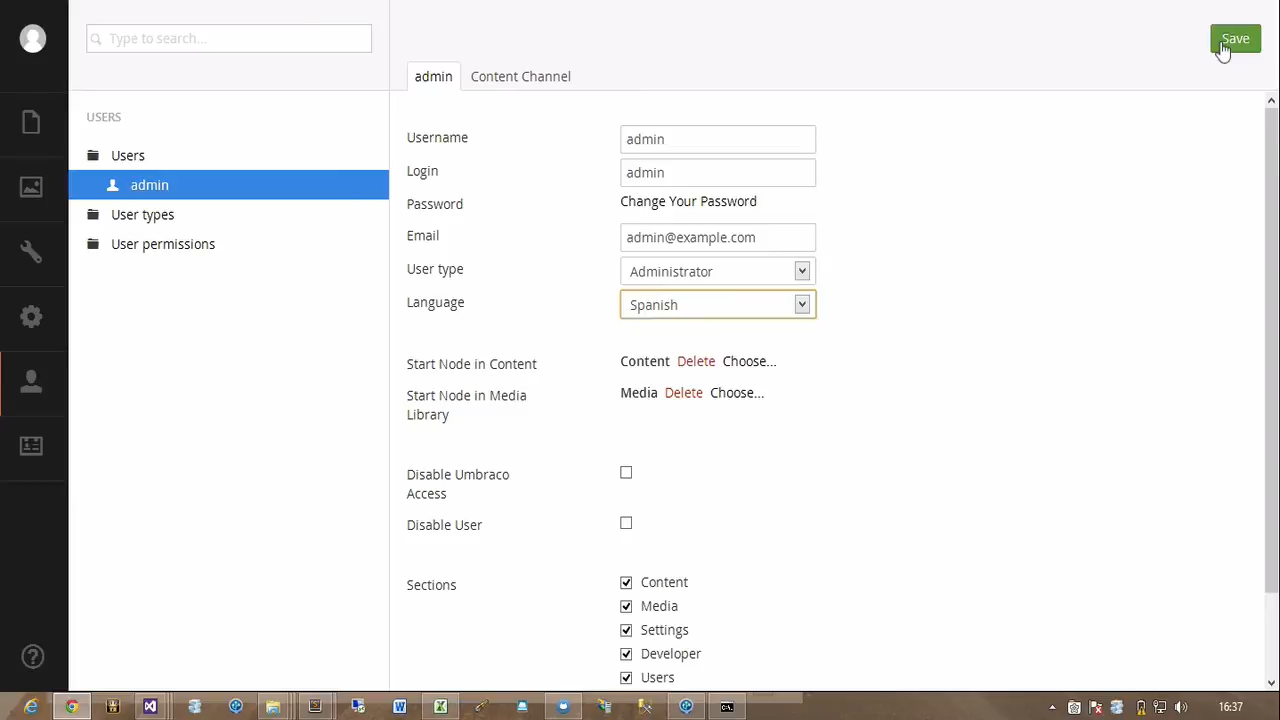 Type to search...
Save
admin
Content Channel
USERS
Users
admin
User types
User permissions
Username
admin
Login
admin
Password
Change Your Password
Email
admin@example.com
User type
Administrator
Language
Spanish
Start Node in Content
Content Delete Choose...
Start Node in Media
Library
Media Delete Choose...
Disable Umbraco
Access
Disable User
Sections
Content
Media
Settings
Developer
Users
16:37